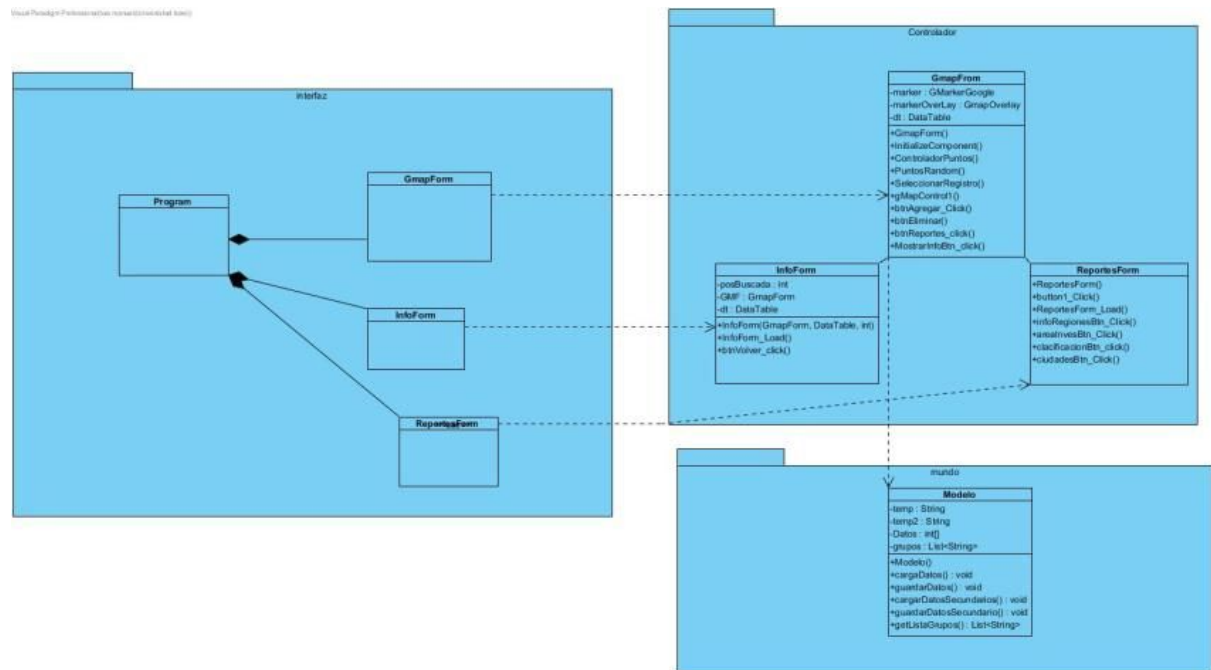 interfaz
Program
GmapForm
InfoForm
ReportesForm
Controlador
GmapFrom
-marker : GMarkerGoogle
-markerOverLay : GmapOverlay
-dt : DataTable
+GmapForm()
+InitializeComponent()
+ControladorPuntos()
+PuntosRandom()
+SeleccionarRegistro()
+gMapControl1()
+btnAgregar_Click()
+btnEliminar()
+btnReportes_click()
+MostrarInfoBtn_click()
InfoForm
-posBuscada : int
-GMF : GmapForm
-dt : DataTable
+InfoForm(GmapForm, DataTable, int)
+InfoForm_Load()
+btnVolver_click()
ReportesForm
+ReportesForm()
+button1_Click()
+ReportesForm_Load()
+infoRegionesBtn_Click()
+areaInvesBtn_Click()
+clacificacionBtn_click()
+ciudadesBtn_Click()
mundo
Modelo
-temp : String
-temp2 : String
-Datos : int[]
-grupos : List<String>
+Modelo()
+cargaDatos() : void
+guardarDatos() : void
+cargarDatosSecundarios() : void
+guardarDatosSecundario() : void
+getListaGrupos() : List<String>